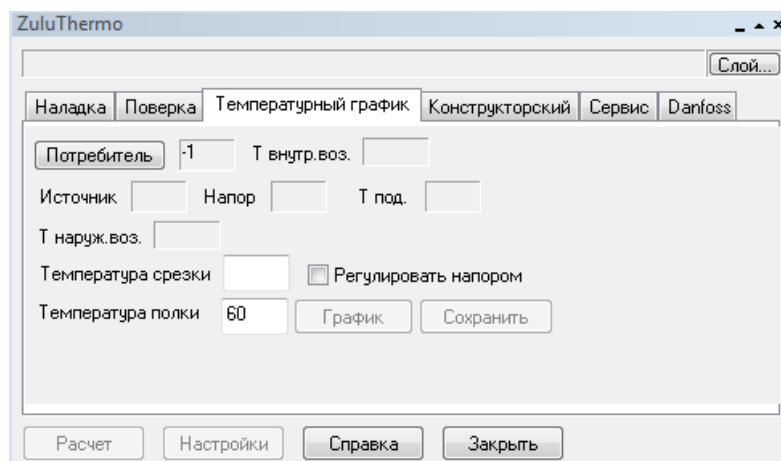 ZuluThermo
Слой...
Наладка Поверка Температурный график Конструкторский Сервис Danfoss
Потребитель -1 Т внутр.воз.
Источник Напор Т под.
Т наруж.воз.
Температура срезки Регулировать напором
Температура полки 60 График Сохранить
Расчет Настройки Справка Закрыть